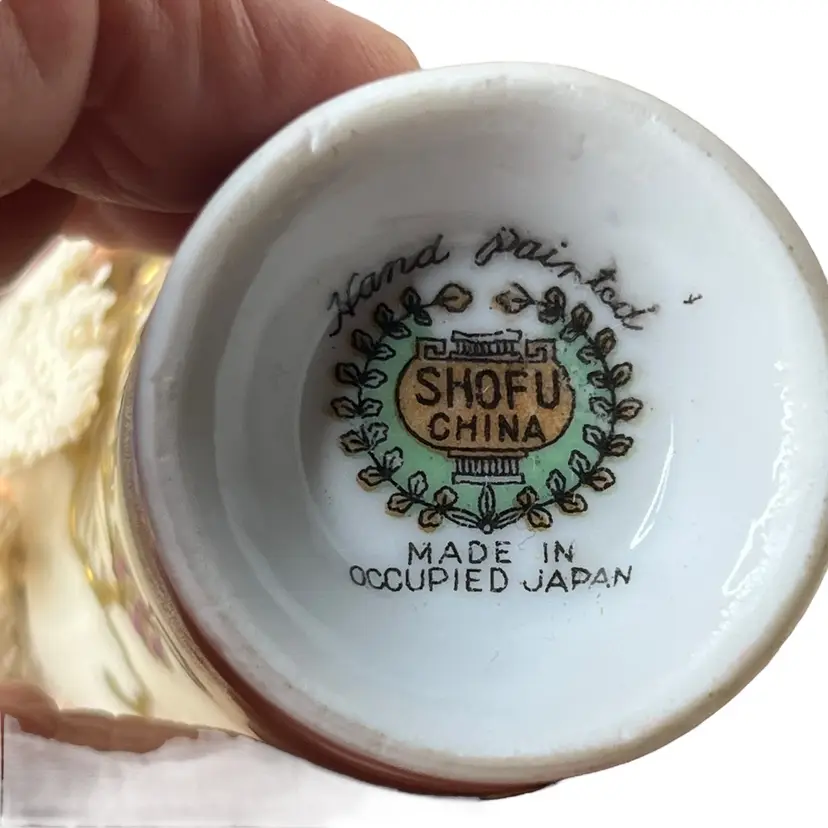 Hand Painted
SHOFU
CHINA
MADE IN
OCCUPIED JAPAN